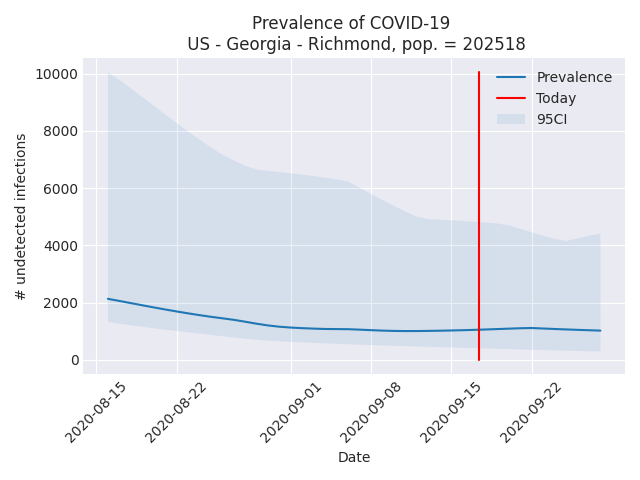 Prevalence of COVID-19
US - Georgia - Richmond, pop. = 202518
Prevalence
Today
95CI
# undetected infections
10000
8000
6000
4000
2000
0
2020-08-15
2020-08-22
2020-09-01
2020-09-08
2020-09-15
2020-09-22
Date